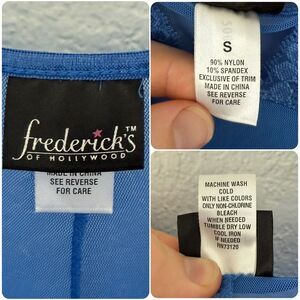 frederick's™
OF HOLLYWOOD
MADE IN CHINA
SEE REVERSE
FOR CARE
S
90% NYLON
10% SPANDEX
EXCLUSIVE OF TRIM
MADE IN CHINA
SEE REVERSE
FOR CARE
MACHINE WASH
COLD
WITH LIKE COLORS
ONLY NON-CHLORINE
BLEACH
WHEN NEEDED
TUMBLE DRY LOW
COOL IRON
IF NEEDED
RN73120